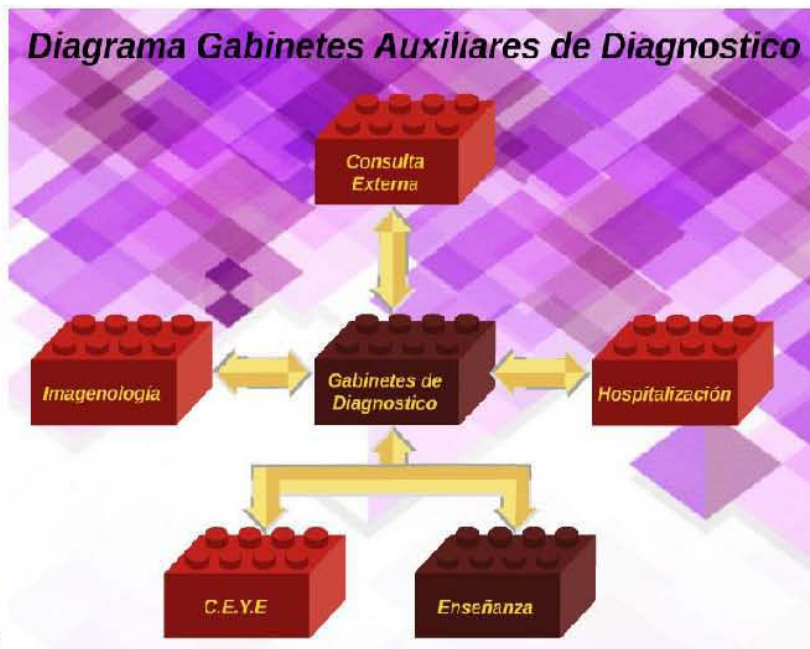 Diagrama Gabinetes Auxiliares de Diagnostico
Consulta
Externa
Imagenología
Gabinetes de
Diagnostico
Hospitalización
C.E.Y.E
Enseñanza